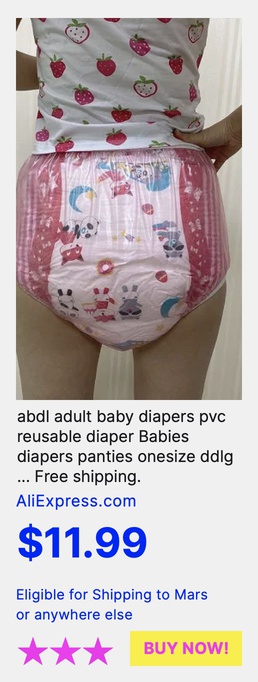 abdl adult baby diapers pvc
reusable diaper Babies
diapers panties onesize ddlg
... Free shipping.
AliExpress.com
$11.99
Eligible for Shipping to Mars
or anywhere else
BUY NOW!